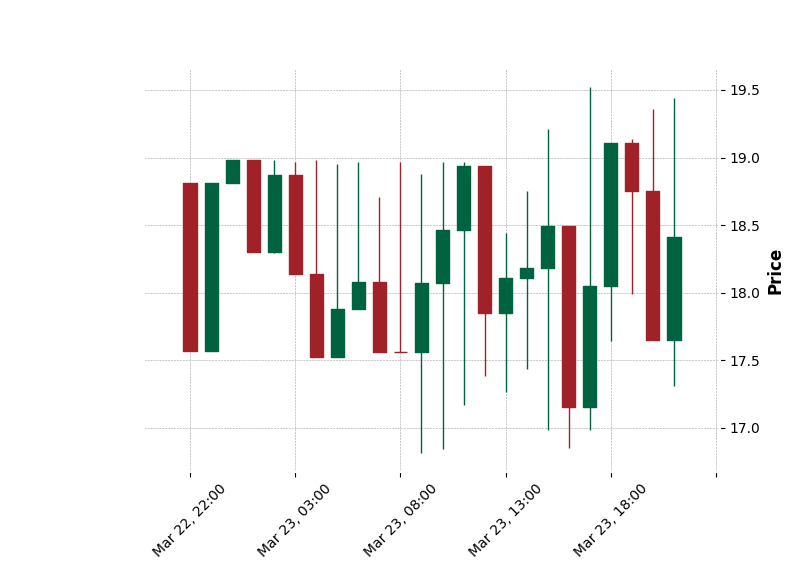 19.5
19.0
18.5
18.0
17.5
17.0
Price
Mar 22, 22:00
Mar 23, 03:00
Mar 23, 08:00
Mar 23, 13:00
Mar 23, 18:00